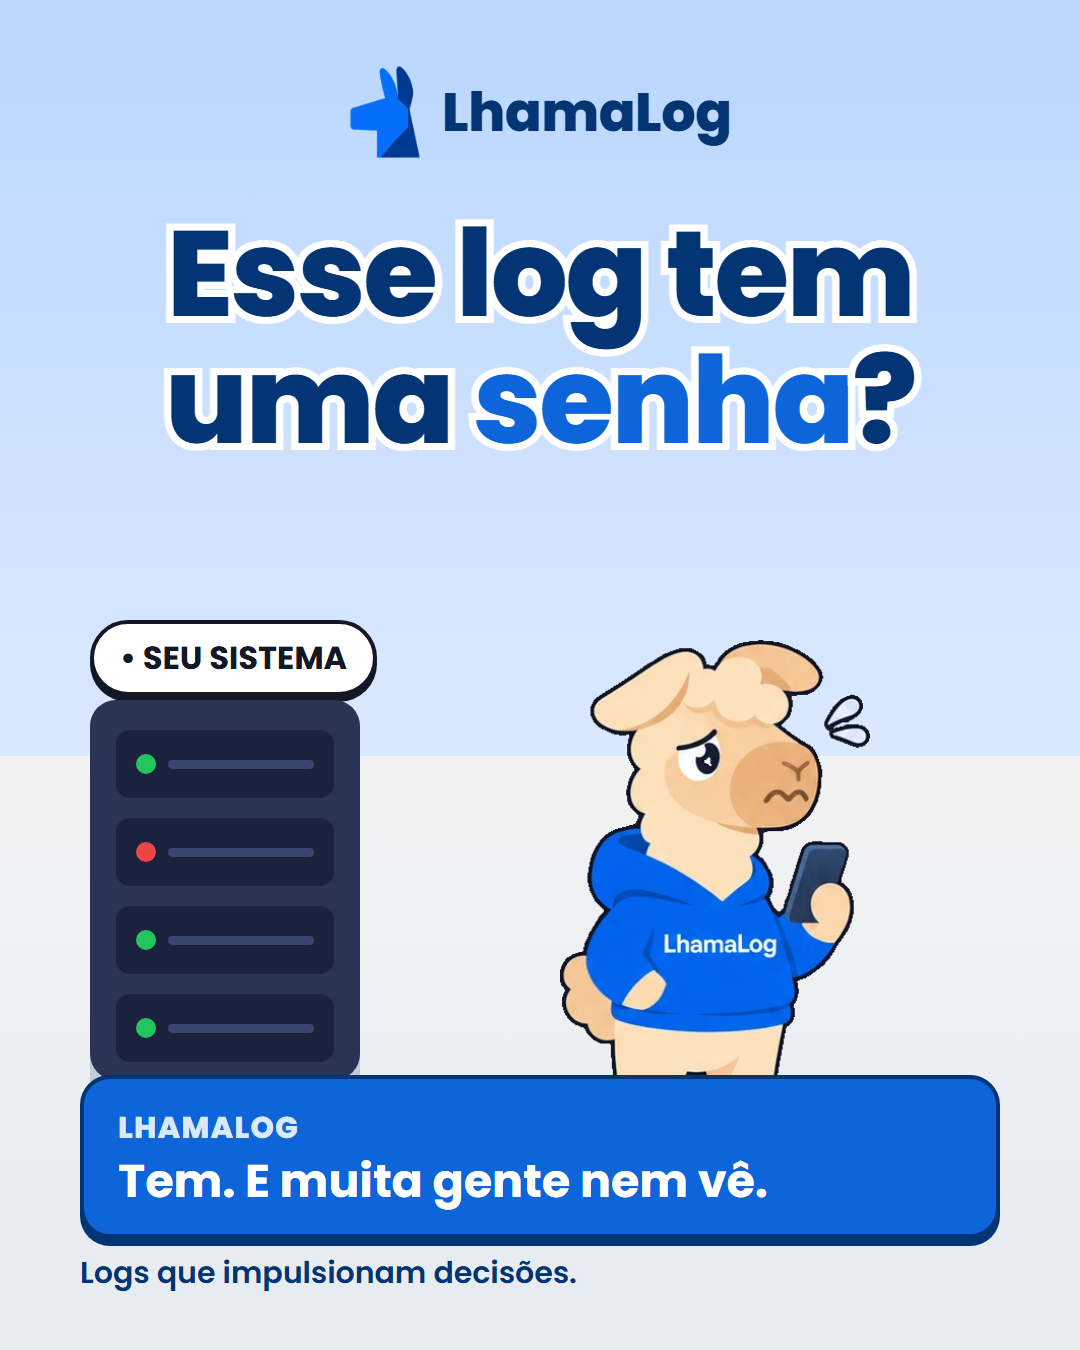 LhamaLog
Esse log tem
uma senha?
• SEU SISTEMA
LhamaLog
LHAMALOG
Tem. E muita gente nem vê.
Logs que impulsionam decisões.